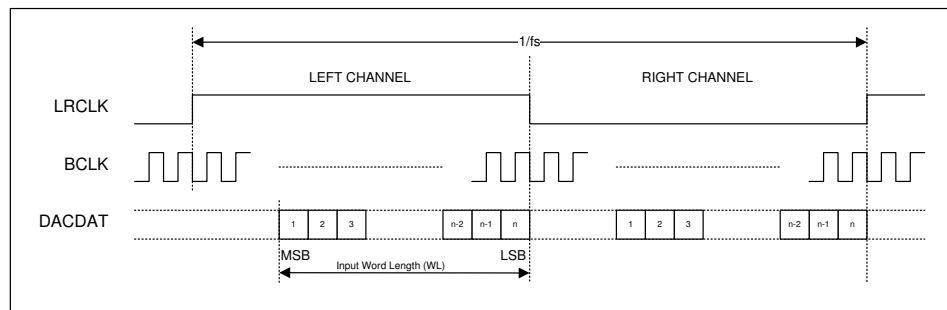 1/fs
LEFT CHANNEL RIGHT CHANNEL
LRCLK
BCLK
DACDAT
1 2 3 n-2 n-1 n 1 2 3 n-2 n-1 n
MSB LSB
Input Word Length (WL)